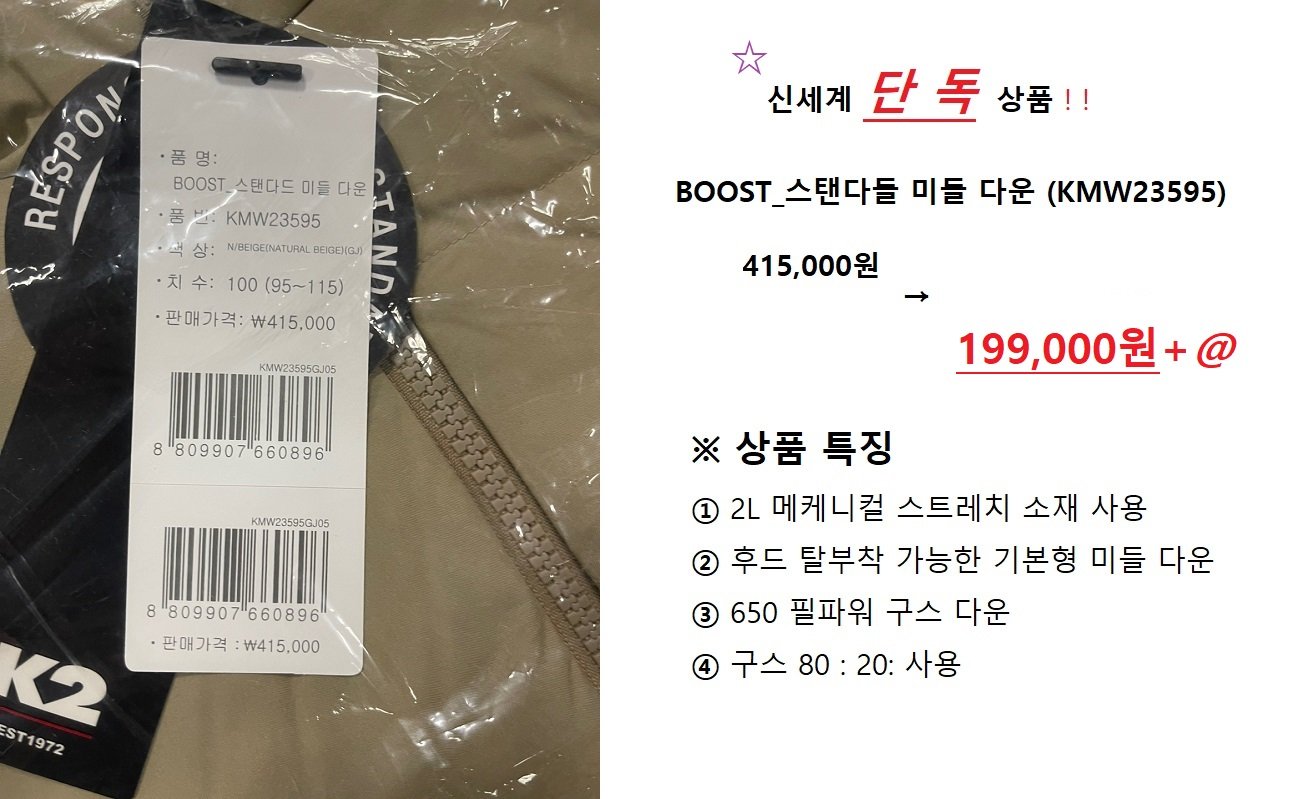 RESPON
STAND
• 품 명:
BOOST_스탠다드 미들 다운
• 품 번: KMW23595
• 색 상: N/BEIGE(NATURAL BEIGE)(GJ)
• 치 수: 100 (95~115)
• 판매가격: ₩415,000
KMW23595GJ05
8 809907 660896
KMW23595GJ05
8 809907 660896
• 판매가격 : ₩415,000
K2
EST1972
☆
신세계 단 독 상품 ! !
BOOST_스탠다들 미들 다운 (KMW23595)
415,000원
→
199,000원+@
※ 상품 특징
① 2L 메케니컬 스트레치 소재 사용
② 후드 탈부착 가능한 기본형 미들 다운
③ 650 필파워 구스 다운
④ 구스 80 : 20: 사용